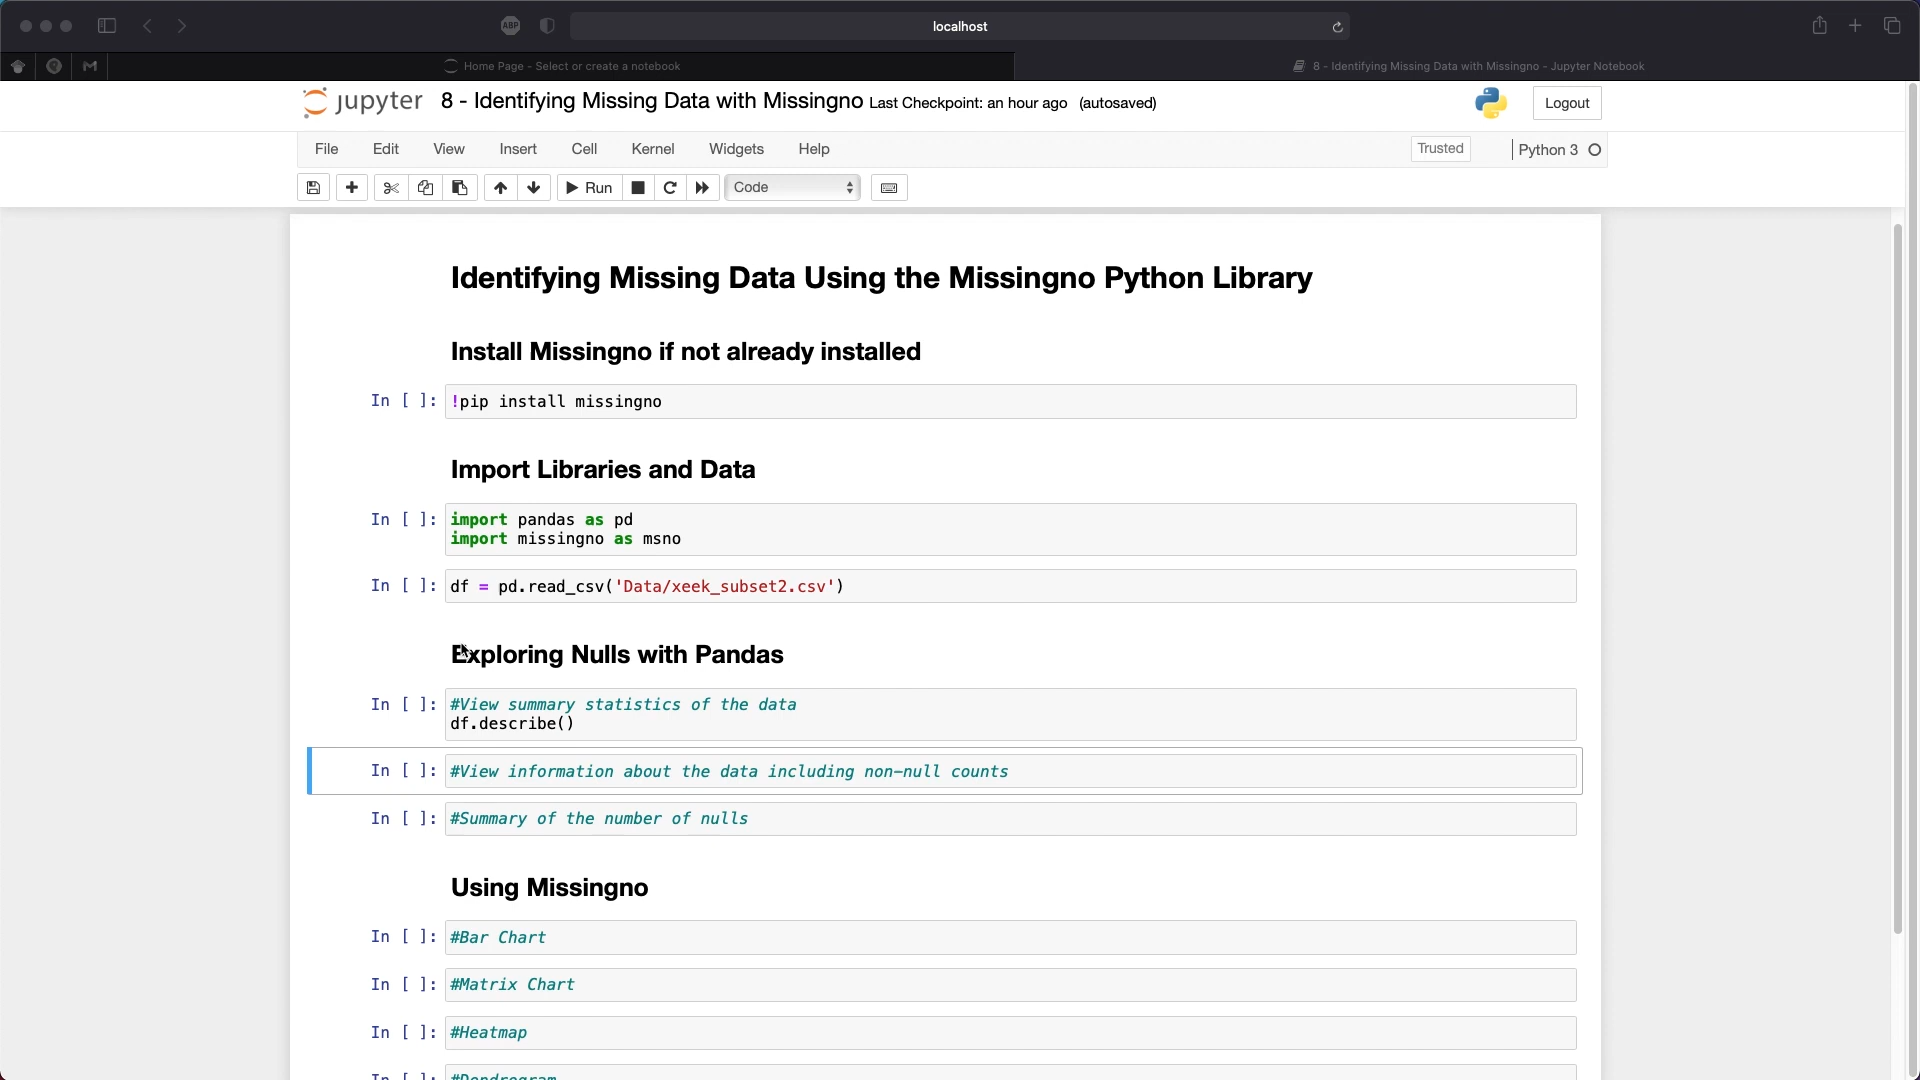 localhost
ABP
Home Page - Select or create a notebook
8 - Identifying Missing Data with Missingno - Jupyter Notebook
jupyter 8 - Identifying Missing Data with Missingno Last Checkpoint: an hour ago (autosaved)
Logout
File Edit View Insert Cell Kernel Widgets Help
Trusted
Python 3
Run
Code
Identifying Missing Data Using the Missingno Python Library
Install Missingno if not already installed
In [ ]: !pip install missingno
Import Libraries and Data
In [ ]: import pandas as pd
import missingno as msno
In [ ]: df = pd.read_csv('Data/xeek_subset2.csv')
Exploring Nulls with Pandas
In [ ]: #View summary statistics of the data
df.describe()
In [ ]: #View information about the data including non-null counts
In [ ]: #Summary of the number of nulls
Using Missingno
In [ ]: #Bar Chart
In [ ]: #Matrix Chart
In [ ]: #Heatmap
In [ ]: #Dendrogram